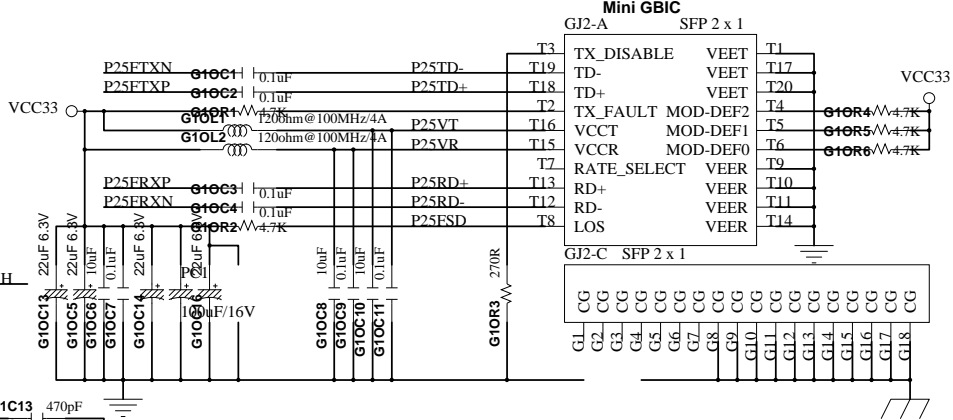 Mini GBIC
GJ2-A SFP 2 x 1
T3 TX_DISABLE VEET T1
P25FTXN G1OC1 0.1uF P25TD- T19 TD- VEET T17
P25FTXP G1OC2 0.1uF P25TD+ T18 TD+ VEET T20
VCC33 G1OR1 4.7K T2 TX_FAULT MOD-DEF2 T4 G1OR4 4.7K VCC33
G1OL1 120ohm@100MHz/4A P25VT T16 VCCT MOD-DEF1 T5 G1OR5 4.7K
G1OL2 120ohm@100MHz/4A P25VR T15 VCCR MOD-DEF0 T6 G1OR6 4.7K
T7 RATE_SELECT VEER T9
P25FRXP G1OC3 0.1uF P25RD+ T13 RD+ VEER T10
P25FRXN G1OC4 0.1uF P25RD- T12 RD- VEER T11
G1OR2 4.7K P25FSD T8 LOS VEER T14
H
G1OC13 22uF 6.3V
G1OC5 22uF 6.3V
G1OC6 10uF
G1OC7 0.1uF
G1OC14 22uF 6.3V
PC1
100uF/16V
G1OC16 22uF 6.3V
G1OC8 10uF
G1OC9 0.1uF
G1OC10 10uF
G1OC11 0.1uF
G1OR3 270R
GJ2-C SFP 2 x 1
CG CG CG CG CG CG CG CG CG CG CG CG CG CG CG CG CG CG
G1 G2 G3 G4 G5 G6 G7 G8 G9 G10 G11 G12 G13 G14 G15 G16 G17 G18
1C13 470pF